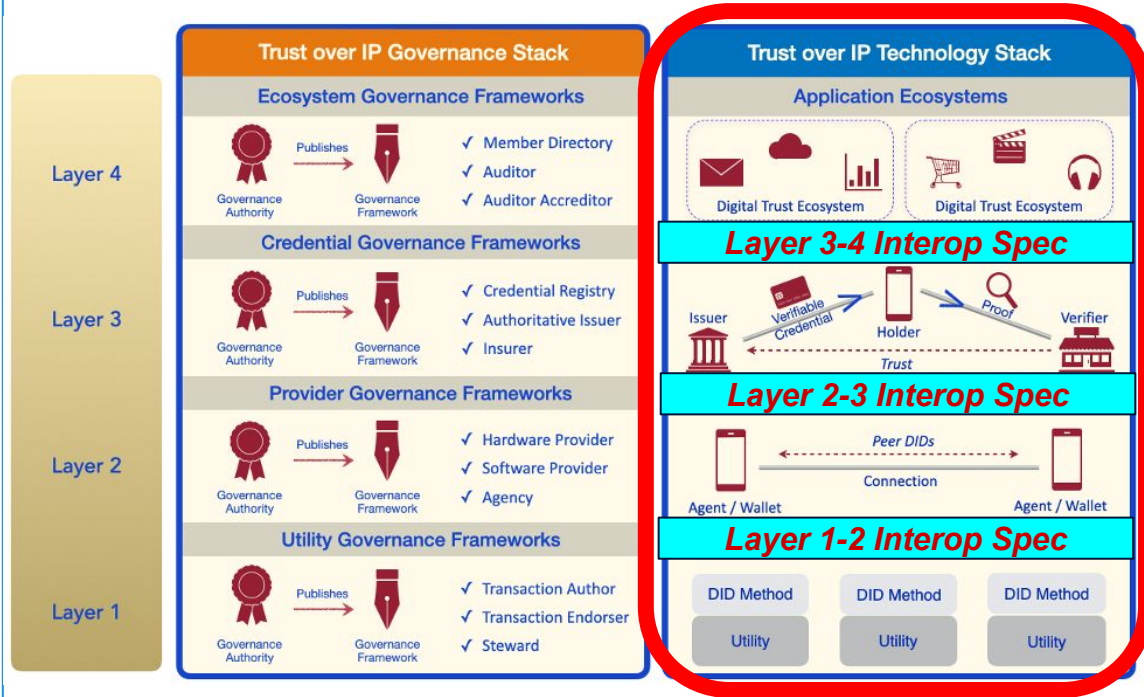 Trust over IP Governance Stack
Trust over IP Technology Stack
Layer 4
Ecosystem Governance Frameworks
Publishes
Governance
Authority
Governance
Framework
✓ Member Directory
✓ Auditor
✓ Auditor Accreditor
Application Ecosystems
Digital Trust Ecosystem
Digital Trust Ecosystem
Layer 3-4 Interop Spec
Layer 3
Credential Governance Frameworks
Publishes
Governance
Authority
Governance
Framework
✓ Credential Registry
✓ Authoritative Issuer
✓ Insurer
Issuer
Verifiable
Credential
Holder
Proof
Verifier
Trust
Layer 2-3 Interop Spec
Layer 2
Provider Governance Frameworks
Publishes
Governance
Authority
Governance
Framework
✓ Hardware Provider
✓ Software Provider
✓ Agency
Peer DIDs
Connection
Agent / Wallet
Agent / Wallet
Layer 1-2 Interop Spec
Layer 1
Utility Governance Frameworks
Publishes
Governance
Authority
Governance
Framework
✓ Transaction Author
✓ Transaction Endorser
✓ Steward
DID Method
DID Method
DID Method
Utility
Utility
Utility